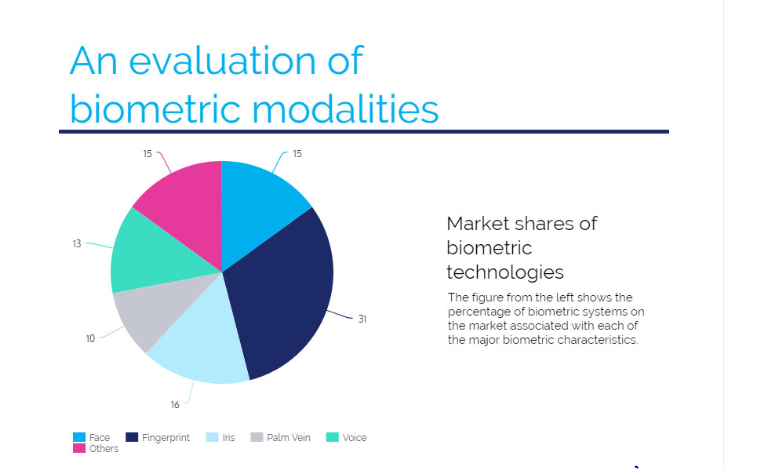 An evaluation of
biometric modalities
15
15
13
31
10
16
Market shares of
biometric
technologies
The figure from the left shows the
percentage of biometric systems on
the market associated with each of
the major biometric characteristics.
Face Fingerprint Iris Palm Vein Voice
Others